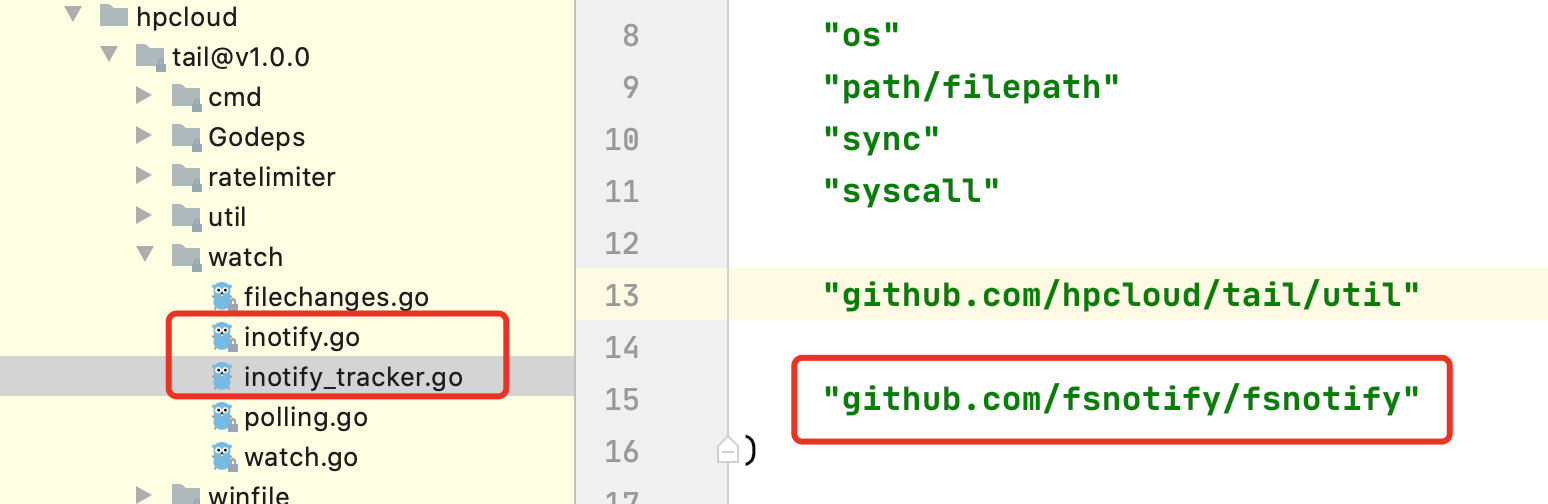 hpcloud
tail@v1.0.0
cmd
Godeps
ratelimiter
util
watch
filechanges.go
inotify.go
inotify_tracker.go
polling.go
watch.go
winfile
8 "os"
9 "path/filepath"
10 "sync"
11 "syscall"
12
13 "github.com/hpcloud/tail/util"
14
15 "github.com/fsnotify/fsnotify"
16 )
17